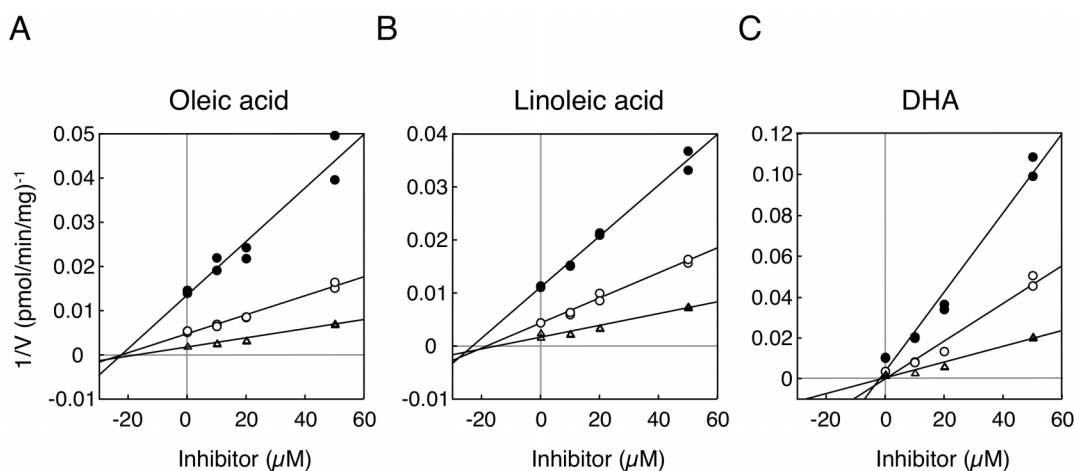 A
B
C
Oleic acid
Linoleic acid
DHA
1/V (pmol/min/mg)⁻¹
0.05
0.04
0.03
0.02
0.01
0
-0.01
-20 0 20 40 60
Inhibitor (µM)
0.04
0.03
0.02
0.01
0
-0.01
-20 0 20 40 60
Inhibitor (µM)
0.12
0.10
0.08
0.06
0.04
0.02
0
-20 0 20 40 60
Inhibitor (µM)